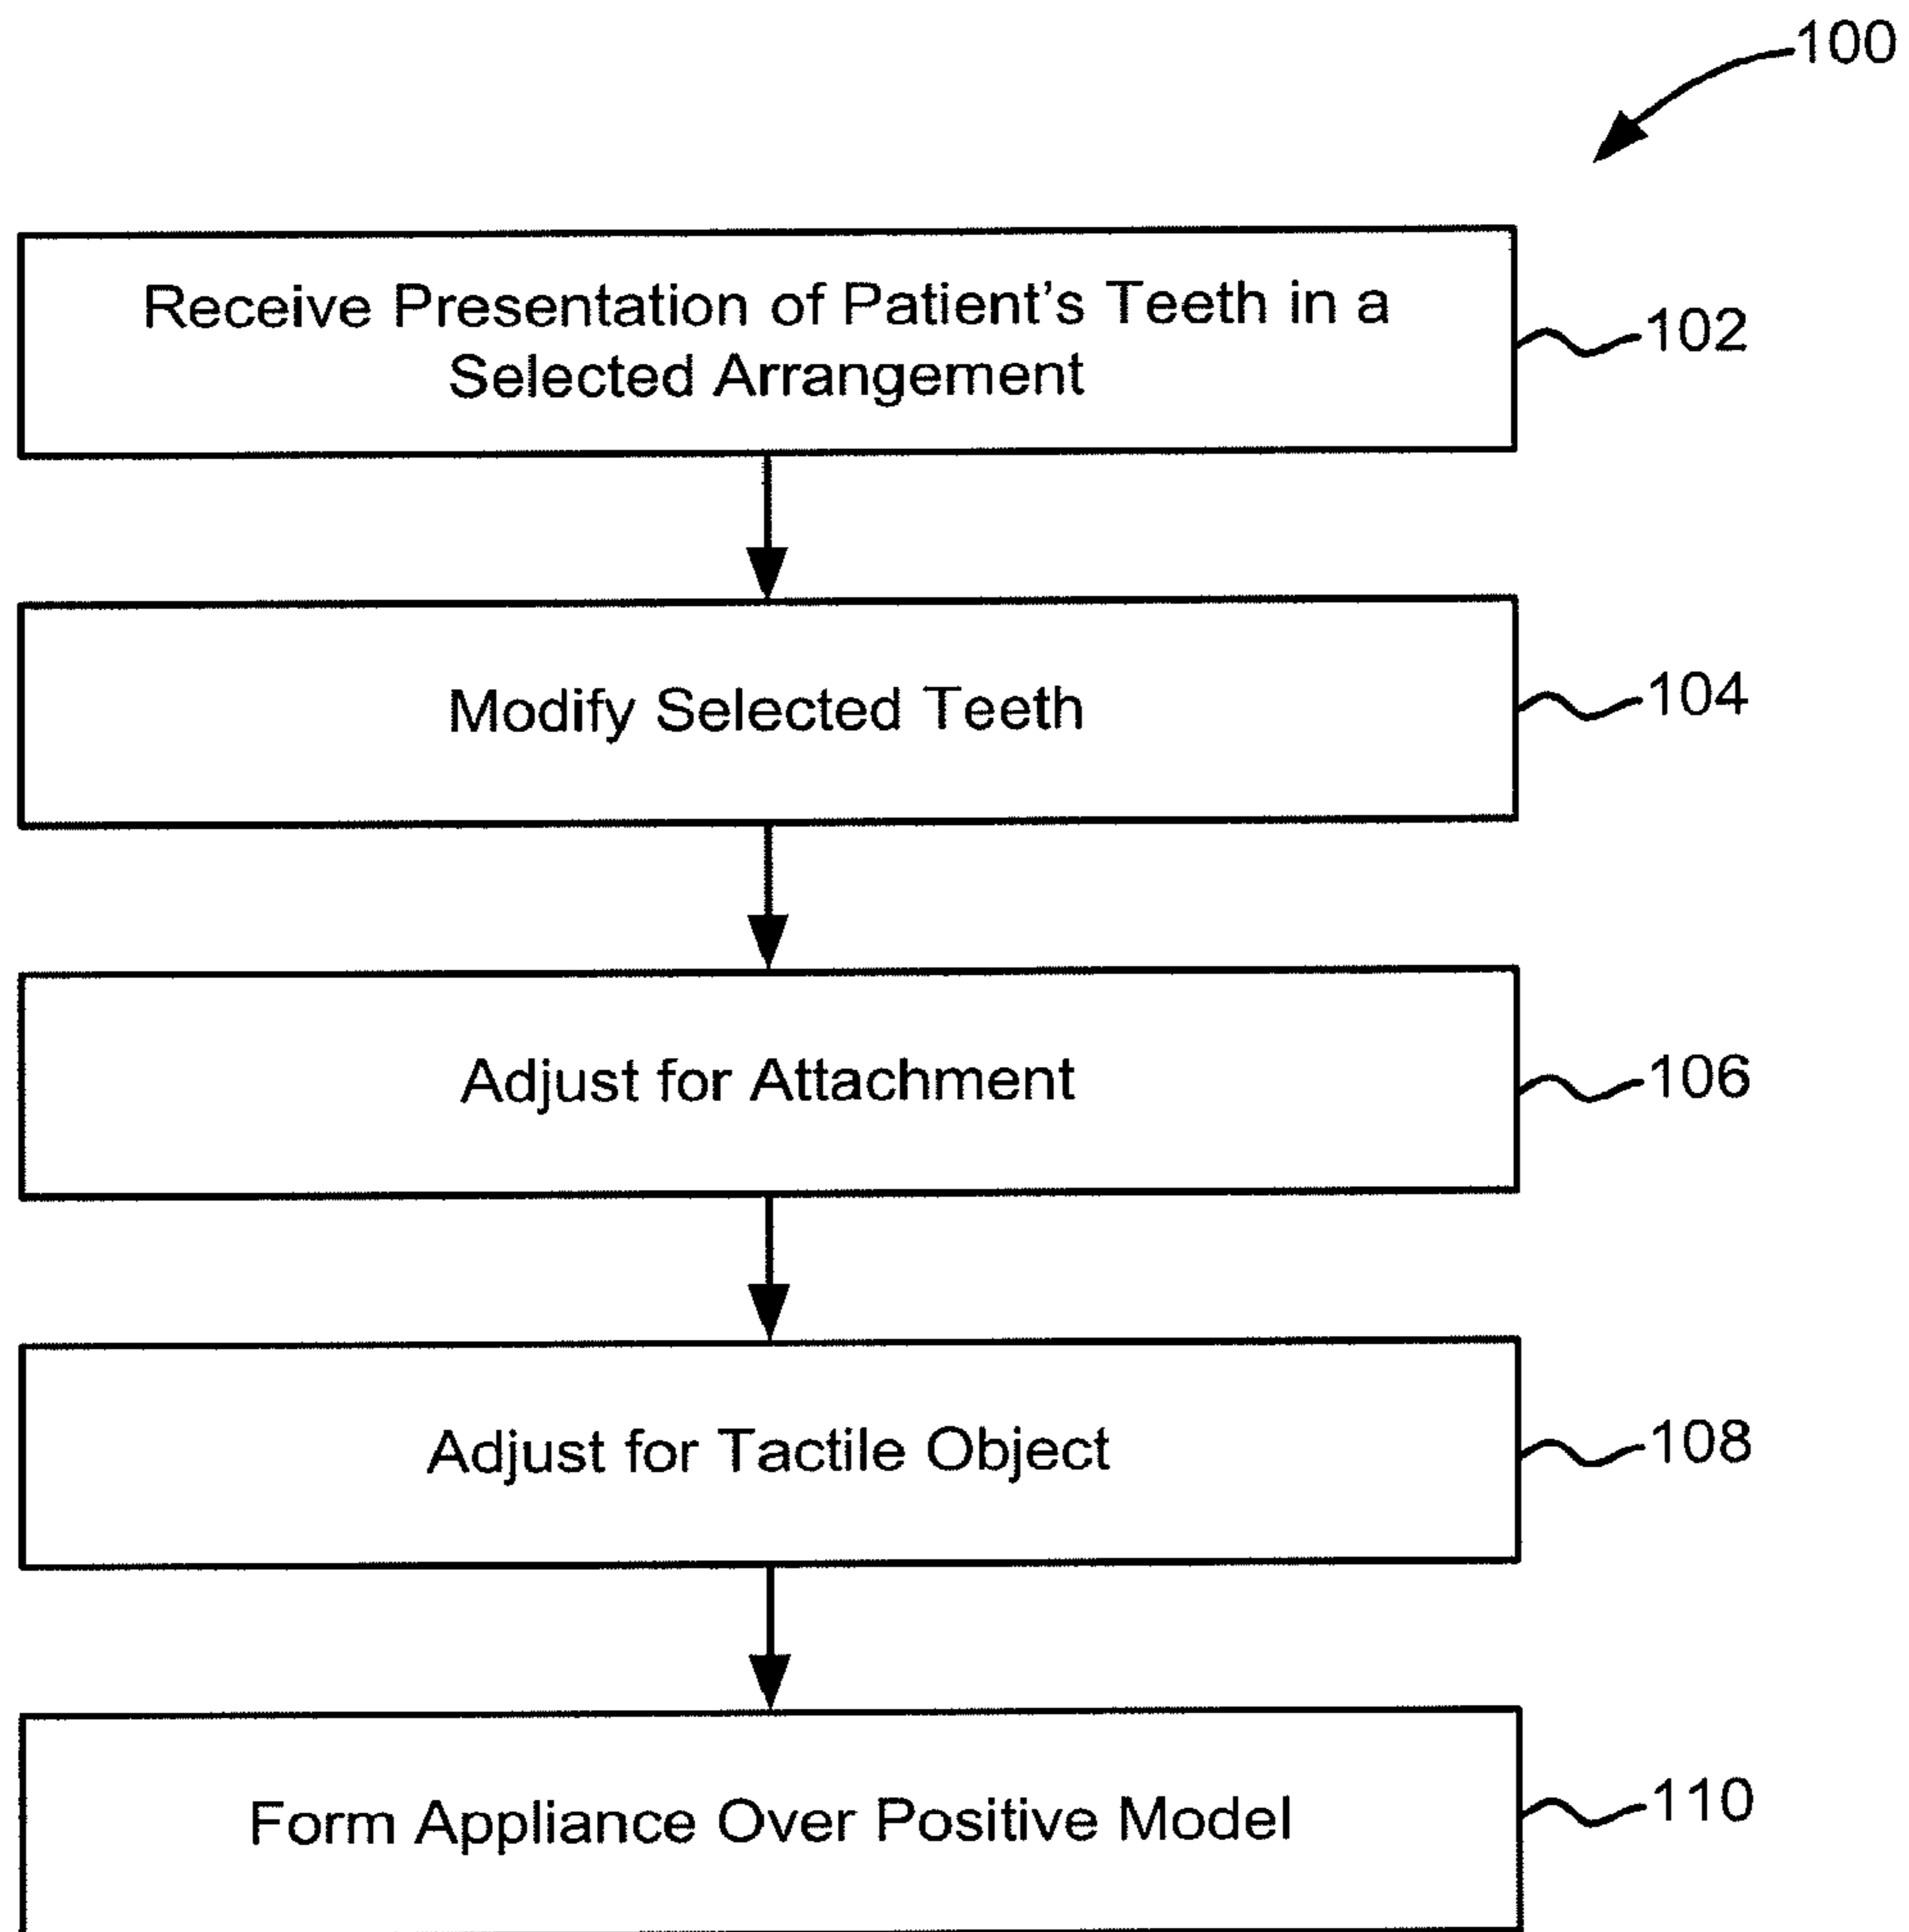 100
Receive Presentation of Patient's Teeth in a
Selected Arrangement
102
Modify Selected Teeth
104
Adjust for Attachment
106
Adjust for Tactile Object
108
Form Appliance Over Positive Model
110